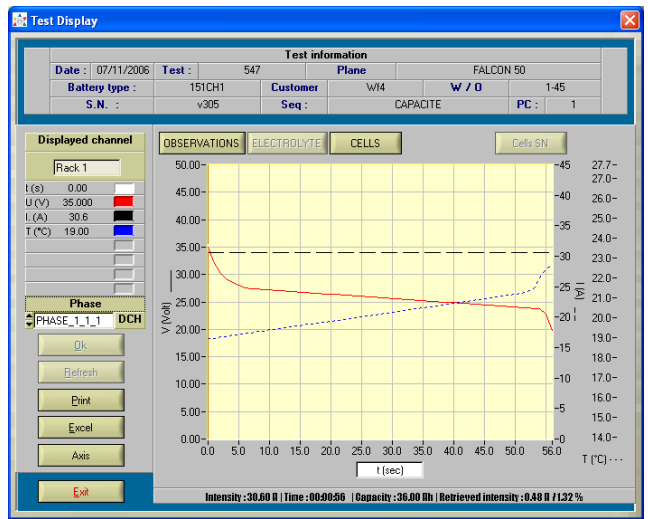 Test Display
Test information
Date : 07/11/2006 Test : 547 Plane FALCON 50
Battery type : 151CH1 Customer Wf4 W / O 1-45
S.N. : v305 Seq : CAPACITE PC : 1
Displayed channel
Rack 1
t (s) 0.00
U (V) 35.000
I. (A) 30.6
T (°C) 19.00
Phase
PHASE_1_1_1 DCH
Ok
Refresh
Print
Excel
Axis
Exit
OBSERVATIONS ELECTROLYTE CELLS Cells SN
50.00
45.00
40.00
35.00
30.00
25.00
20.00
15.00
10.00
5.00
0.00
V (Volt)
0.0 5.0 10.0 15.0 20.0 25.0 30.0 35.0 40.0 45.0 50.0 56.0
t (sec)
45
40
35
30
25
20
15
10
5
0
I (A)
27.7
27.0
26.0
25.0
24.0
23.0
22.0
21.0
20.0
19.0
18.0
17.0
16.0
15.0
14.0
T (°C) - - -
Intensity : 30.60 A | Time : 00:00:56 | Capacity : 36.00 Ah | Retrieved intensity : 0.48 A / 1.32 %